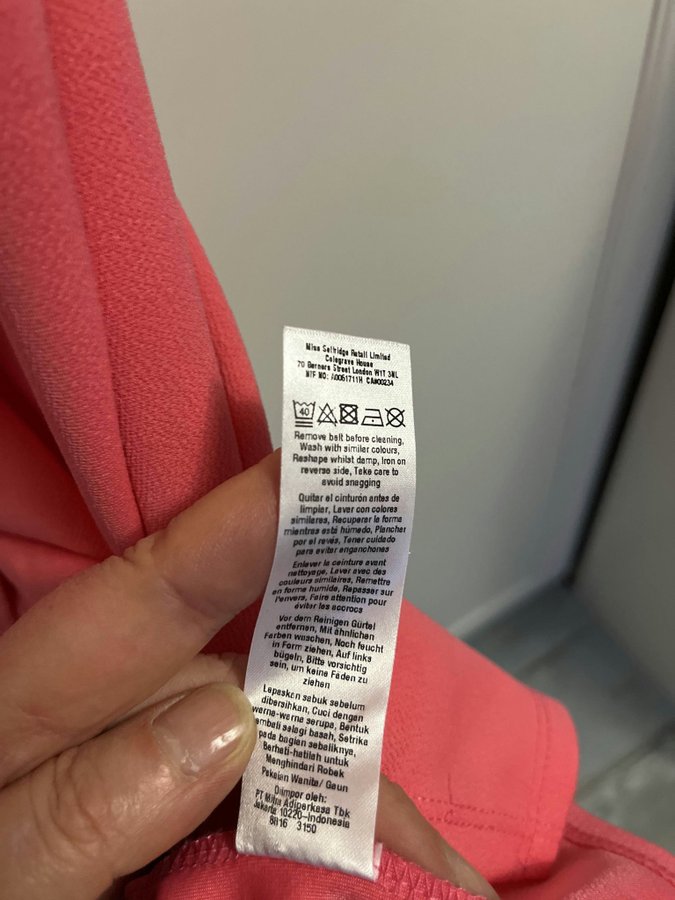 Miss Selfridge Retail Limited
Colegrave House
70 Berners Street London W1T 3NL
MTF NO: A0051711H CAM00234
40
Remove belt before cleaning,
Wash with similar colours,
Reshape whilst damp, Iron on
reverse side, Take care to
avoid snagging
Quitar el cinturón antes de
limpiar, Lavar con colores
similares, Recuperar la forma
mientras esté húmedo, Planchar
por el revés, Tener cuidado
para evitar enganchones
Enlever la ceinture avant
nettoyage, Laver avec des
couleurs similaires, Remettre
en forme humide, Repasser sur
l'envers, Faire attention pour
éviter les accrocs
Vor dem Reinigen Gürtel
entfernen, Mit ähnlichen
Farben waschen, Noch feucht
in Form ziehen, Auf links
bügeln, Bitte vorsichtig
sein, um keine Fäden zu
ziehen
Lepaskan sabuk sebelum
dibersihkan, Cuci dengan
warna-warna serupa, Bentuk
embali selagi basah, Setrika
pada bagian sebaliknya,
Berhati-hatilah untuk
Menghindari Robek
Pakaian Wanita/ Gaun
Diimpor oleh:
PT Mitra Adiperkasa Tbk
Jakarta 10220-Indonesia
8816 3150